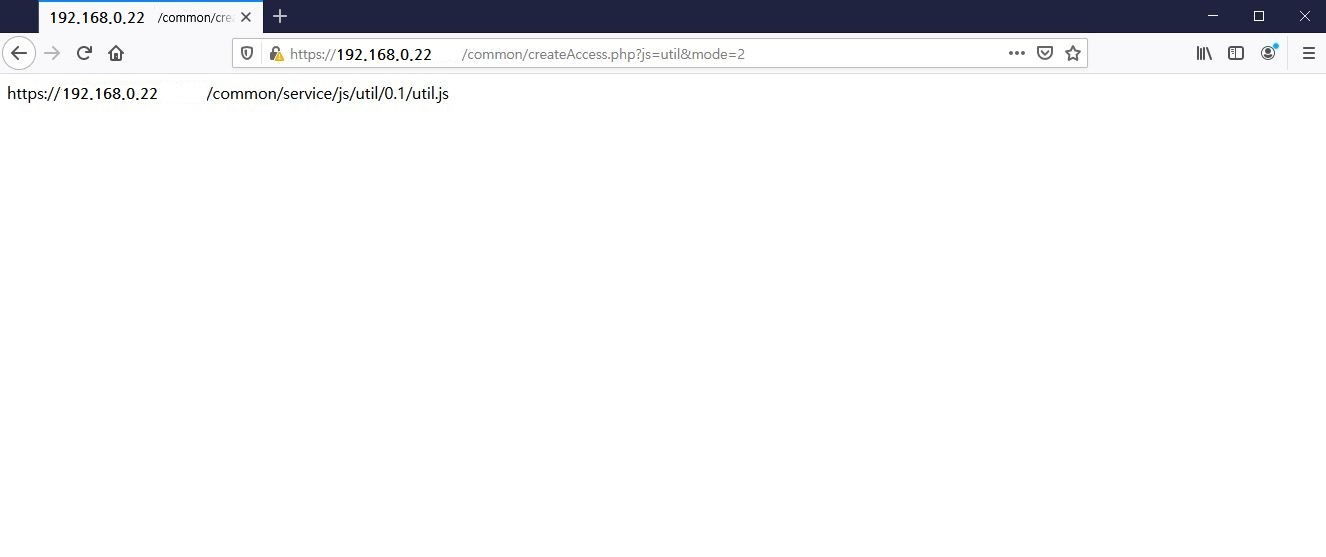 192.168.0.22 /common/crea
https://192.168.0.22 /common/createAccess.php?js=util&mode=2
https://192.168.0.22 /common/service/js/util/0.1/util.js